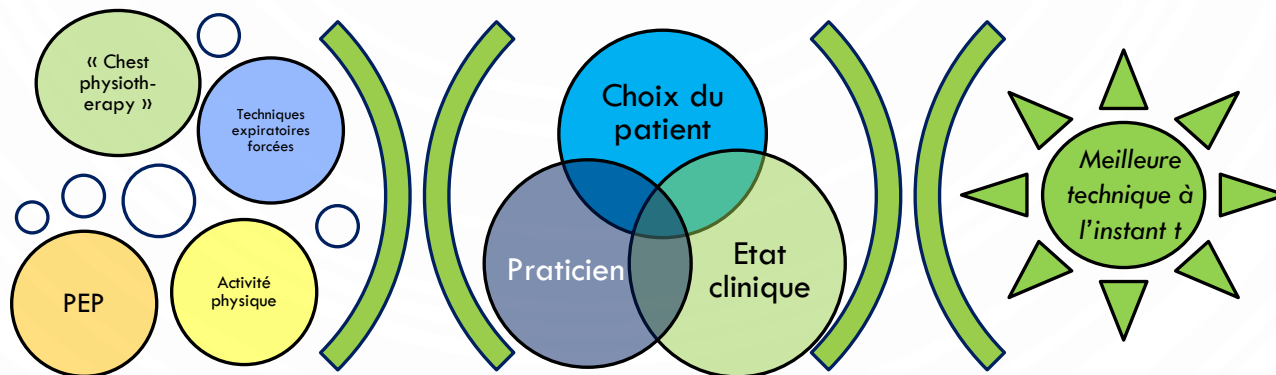 « Chest
physioth-
erapy »
Techniques
expiratoires
forcées
PEP
Activité
physique
Choix du
patient
Praticien
Etat
clinique
Meilleure
technique à
l'instant t